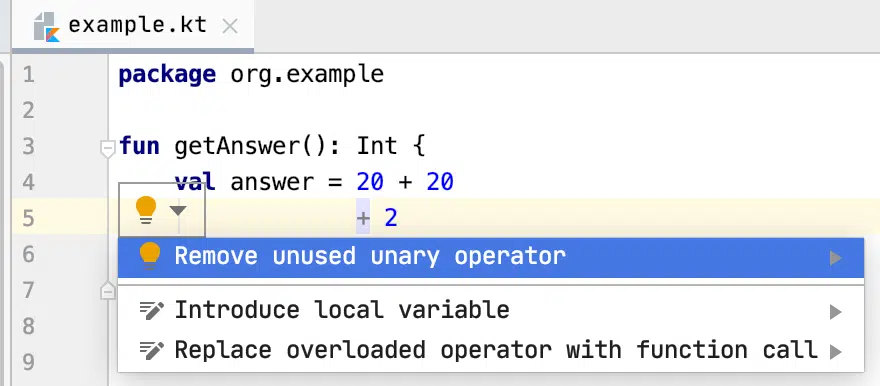 example.kt
1 package org.example
2
3 fun getAnswer(): Int {
4 val answer = 20 + 20
5 + 2
6 Remove unused unary operator
7
8 Introduce local variable
9 Replace overloaded operator with function call